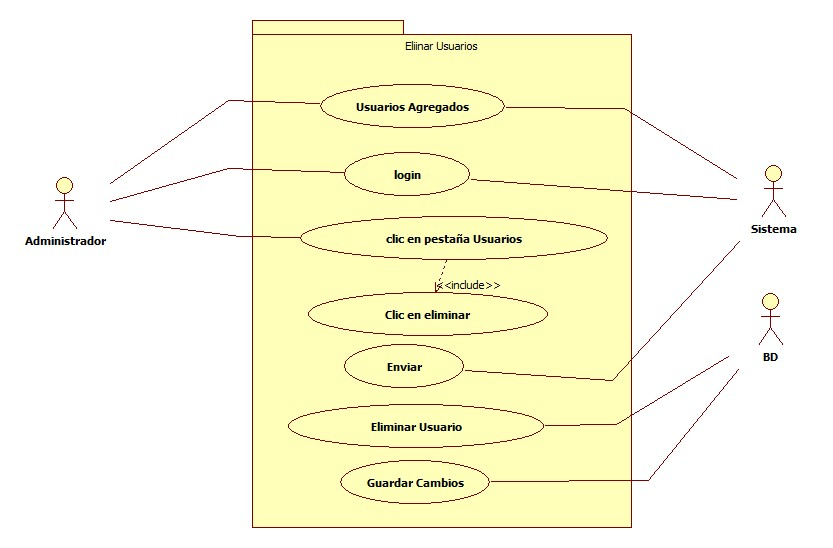 Eliinar Usuarios
Usuarios Agregados
login
clic en pestaña Usuarios
<<include>>
Clic en eliminar
Enviar
Eliminar Usuario
Guardar Cambios
Administrador
Sistema
BD